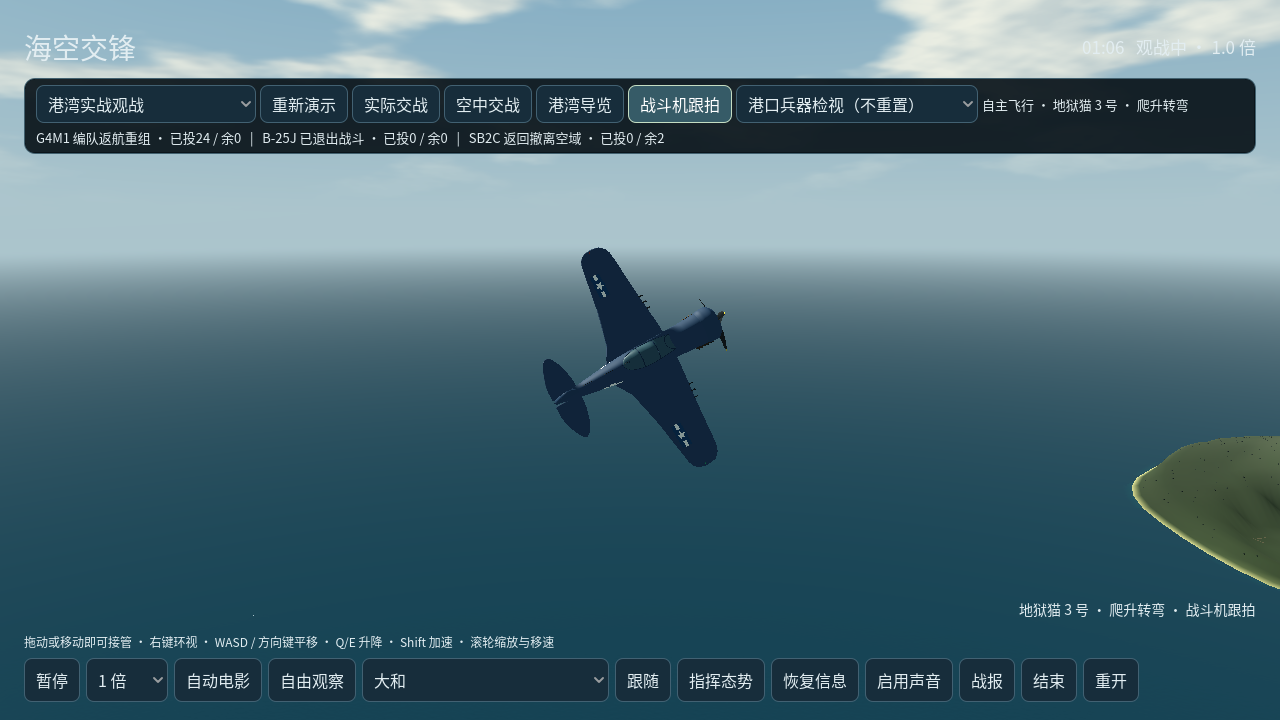 海空交锋
01:06 观战中 · 1.0 倍
港湾实战观战 重新演示 实际交战 空中交战 港湾导览 战斗机跟拍 港口兵器检视（不重置） 自主飞行 · 地狱猫 3 号 · 爬升转弯
G4M1 编队返航重组 · 已投24 / 余0 | B-25J 已退出战斗 · 已投0 / 余0 | SB2C 返回撤离空域 · 已投0 / 余2
地狱猫 3 号 · 爬升转弯 · 战斗机跟拍
拖动或移动即可接管 · 右键环视 · WASD / 方向键平移 · Q/E 升降 · Shift 加速 · 滚轮缩放与移速
暂停 1 倍 自动电影 自由观察 大和 跟随 指挥态势 恢复信息 启用声音 战报 结束 重开